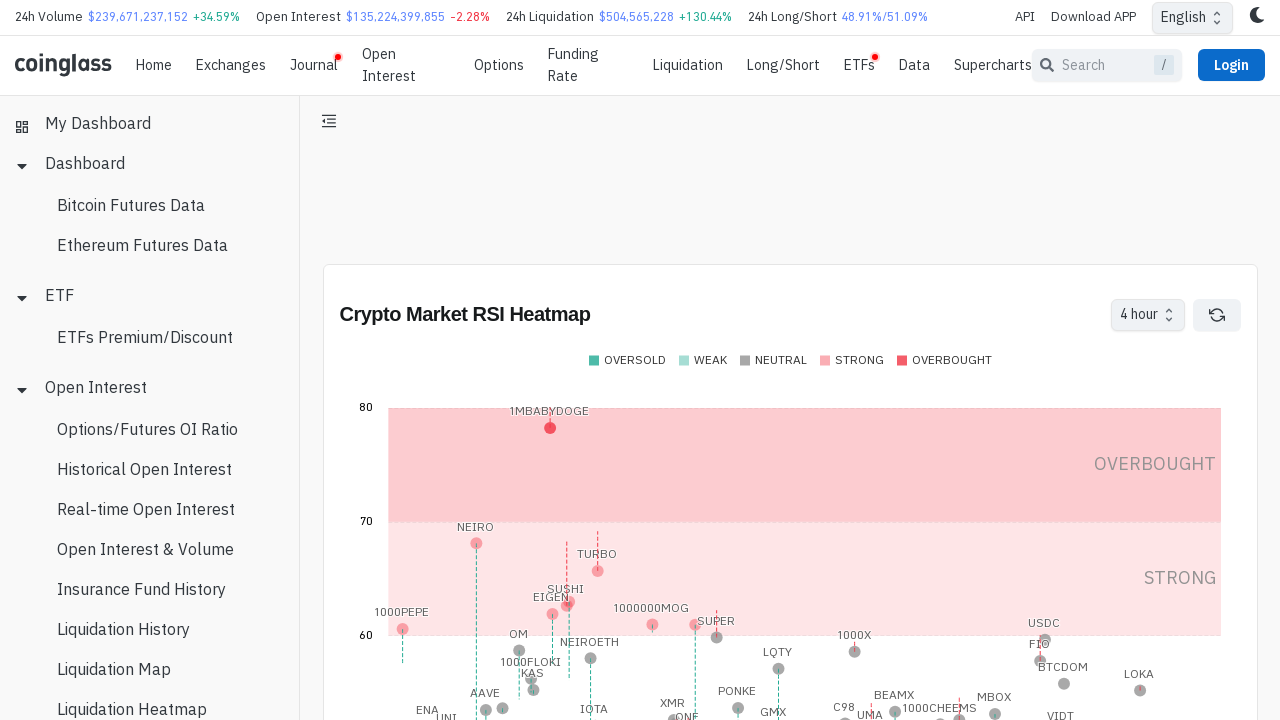 24h Volume $239,671,237,152 +34.59% Open Interest $135,224,399,855 -2.28% 24h Liquidation $504,565,228 +130.44% 24h Long/Short 48.91%/51.09% API Download APP English
coinglass Home Exchanges Journal Open Interest Options Funding Rate Liquidation Long/Short ETFs Data Supercharts Search / Login
My Dashboard
Dashboard
Bitcoin Futures Data
Ethereum Futures Data
ETF
ETFs Premium/Discount
Open Interest
Options/Futures OI Ratio
Historical Open Interest
Real-time Open Interest
Open Interest & Volume
Insurance Fund History
Liquidation History
Liquidation Map
Liquidation Heatmap
Crypto Market RSI Heatmap 4 hour
OVERSOLD WEAK NEUTRAL STRONG OVERBOUGHT
80
1MBABYDOGE
OVERBOUGHT
70
NEIRO
TURBO
STRONG
SUSHI
EIGEN
1000PEPE
1000000MOG
SUPER
USDC
60
OM
1000X
NEIROETH
FIO
LQTY
1000FLOKI
BTCDOM
KAS
LOKA
AAVE
PONKE
BEAMX
MBOX
XMR
ENA
IOTA
C98
1000CHEEMS
GMX
UNI
ONE
UMA
VIDT